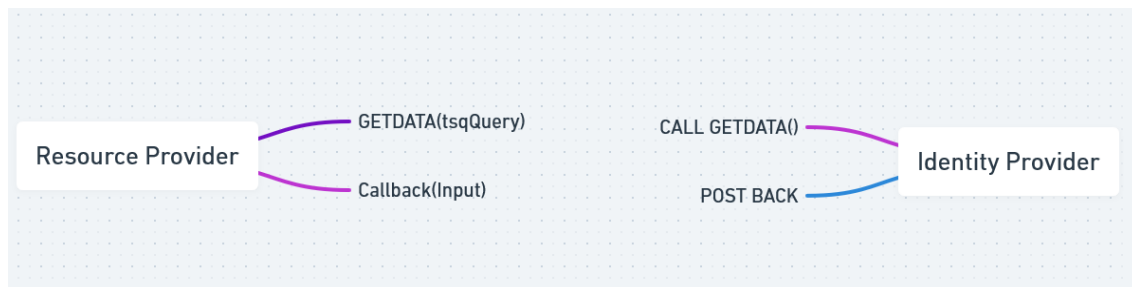 Resource Provider
GETDATA(tsqQuery)
Callback(Input)
CALL GETDATA()
POST BACK
Identity Provider